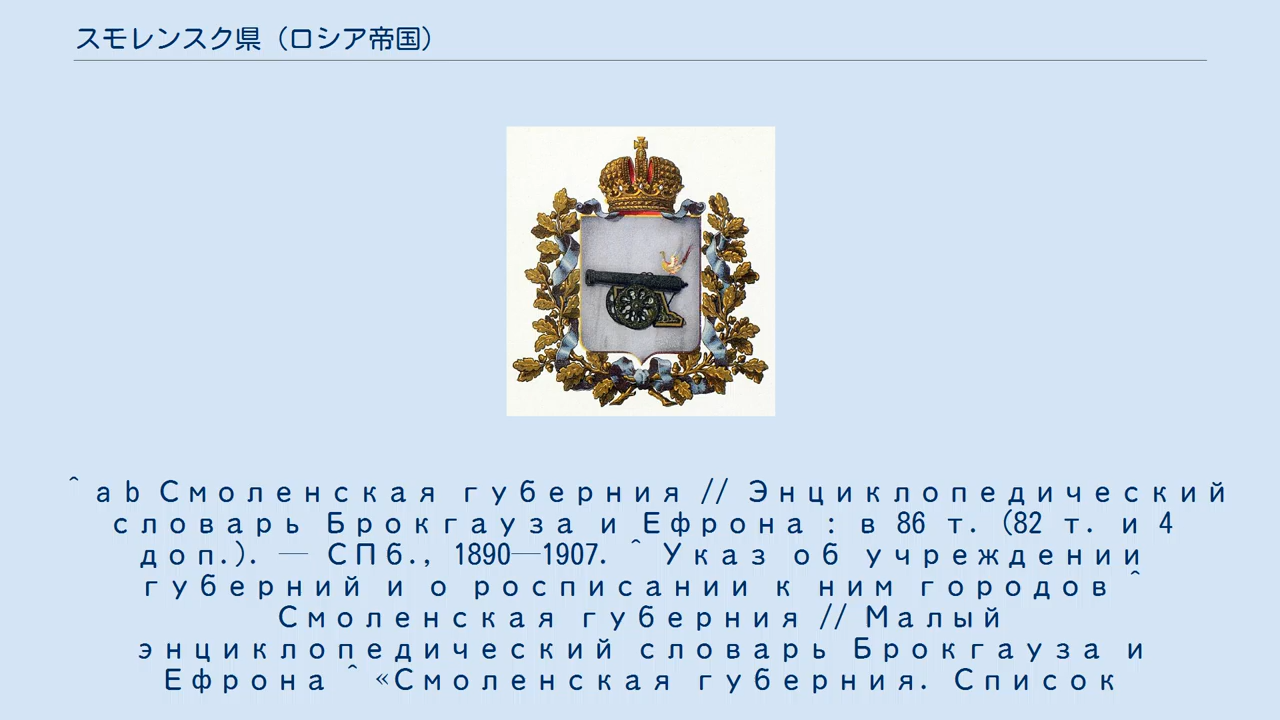 スモレンスク県（ロシア帝国）
^ a b Смоленская губерния // Энциклопедический
словарь Брокгауза и Ефрона : в 86 т. (82 т. и 4
доп.). — СПб., 1890—1907. ^ Указ об учреждении
губерний и о росписании к ним городов ^
Смоленская губерния // Малый
энциклопедический словарь Брокгауза и
Ефрона ^ «Смоленская губерния. Список